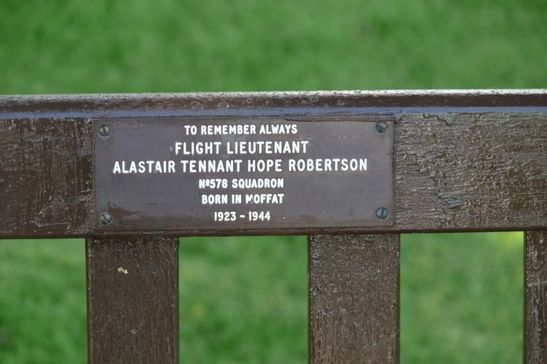 TO REMEMBER ALWAYS
FLIGHT LIEUTENANT
ALASTAIR TENNANT HOPE ROBERTSON
Nº578 SQUADRON
BORN IN MOFFAT
1923 - 1944